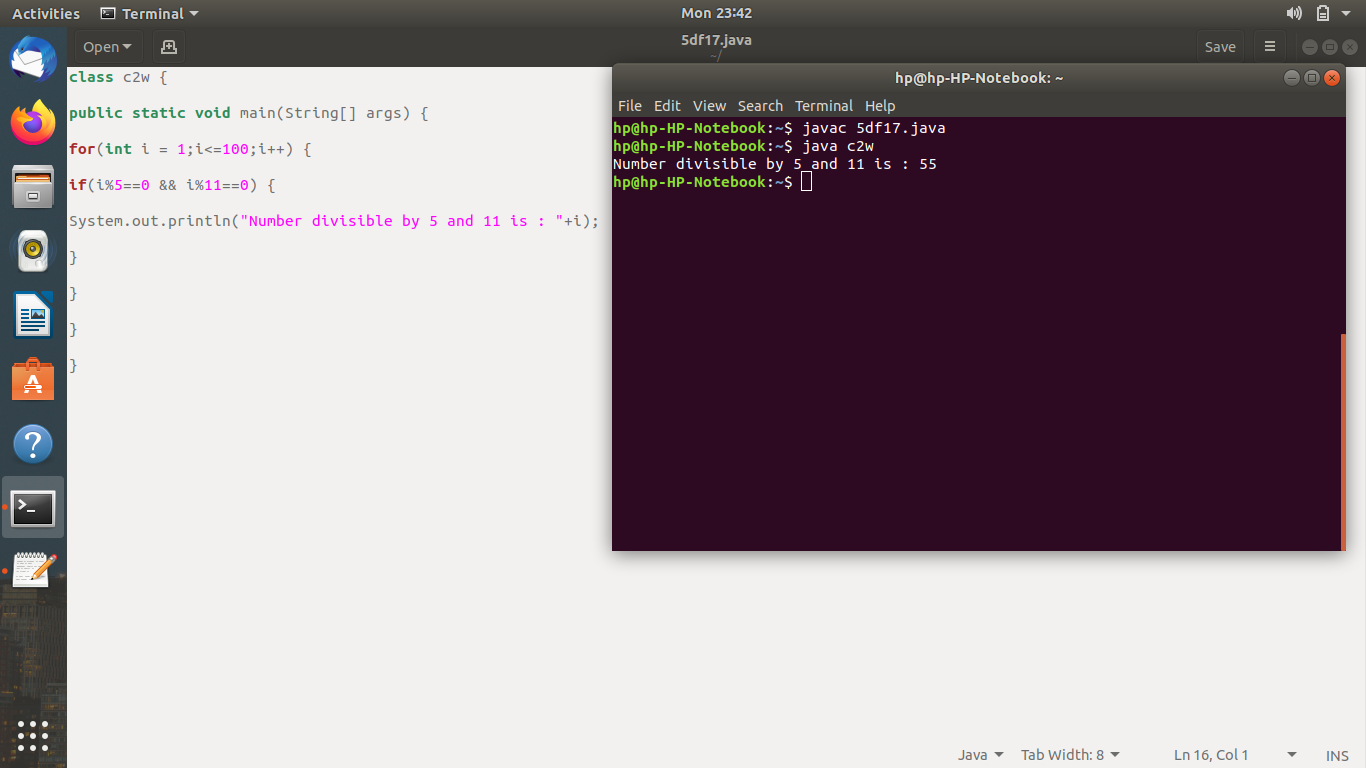 Activities Terminal Mon 23:42
Open 5df17.java Save
~/
class c2w {
public static void main(String[] args) {
for(int i = 1;i<=100;i++) {
if(i%5==0 && i%11==0) {
System.out.println("Number divisible by 5 and 11 is : "+i);
}
}
}
}
hp@hp-HP-Notebook: ~
File Edit View Search Terminal Help
hp@hp-HP-Notebook:~$ javac 5df17.java
hp@hp-HP-Notebook:~$ java c2w
Number divisible by 5 and 11 is : 55
hp@hp-HP-Notebook:~$
Java Tab Width: 8 Ln 16, Col 1 INS